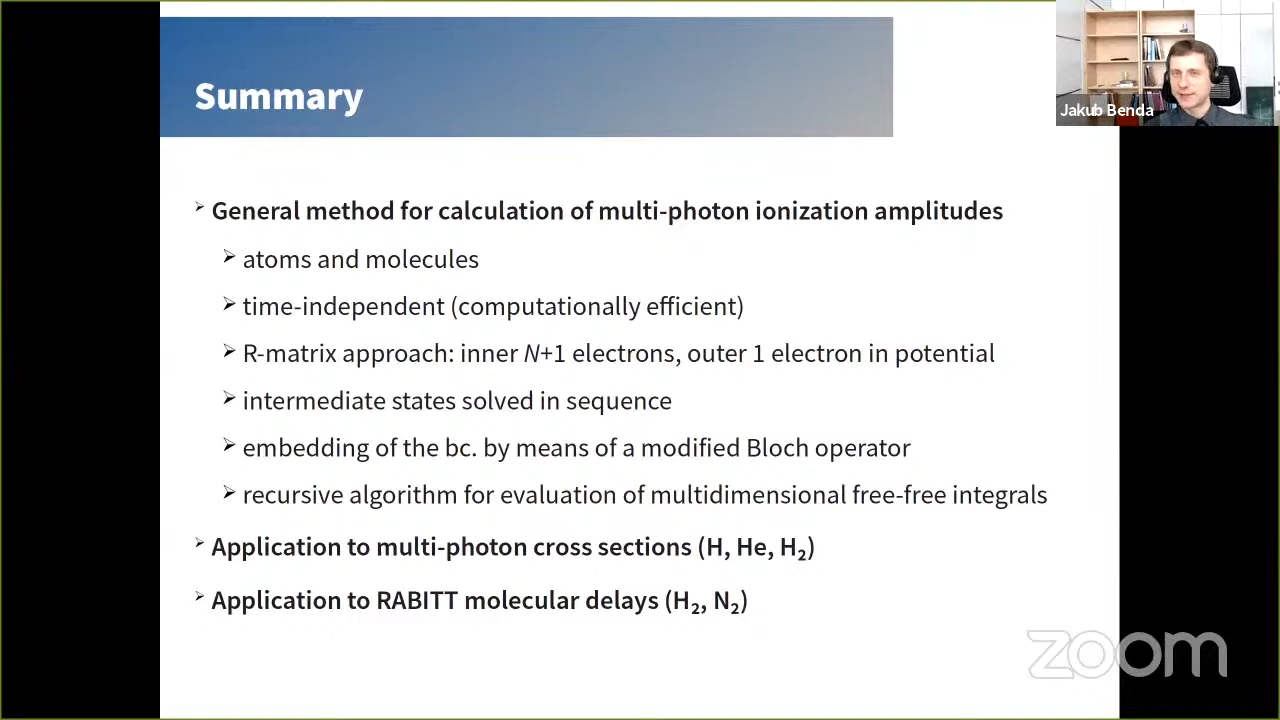 Summary
Jakub Benda
General method for calculation of multi-photon ionization amplitudes
atoms and molecules
time-independent (computationally efficient)
R-matrix approach: inner N+1 electrons, outer 1 electron in potential
intermediate states solved in sequence
embedding of the bc. by means of a modified Bloch operator
recursive algorithm for evaluation of multidimensional free-free integrals
Application to multi-photon cross sections (H, He, H₂)
Application to RABITT molecular delays (H₂, N₂)
zoom